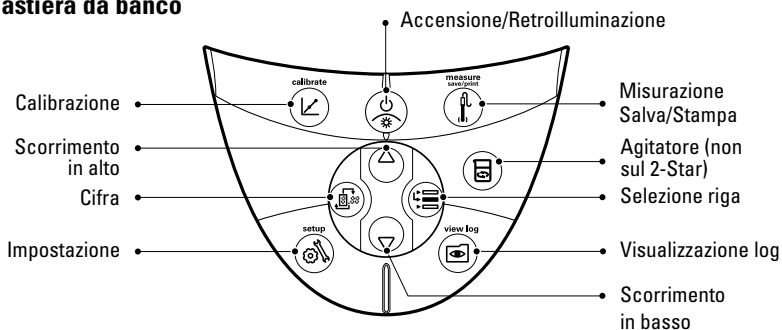 astiera da banco
Accensione/Retroilluminazione
calibrate
measure
save/print
Calibrazione
Misurazione
Salva/Stampa
Scorrimento
in alto
Agitatore (non
sul 2-Star)
Cifra
Selezione riga
setup
view log
Impostazione
Visualizzazione log
Scorrimento
in basso